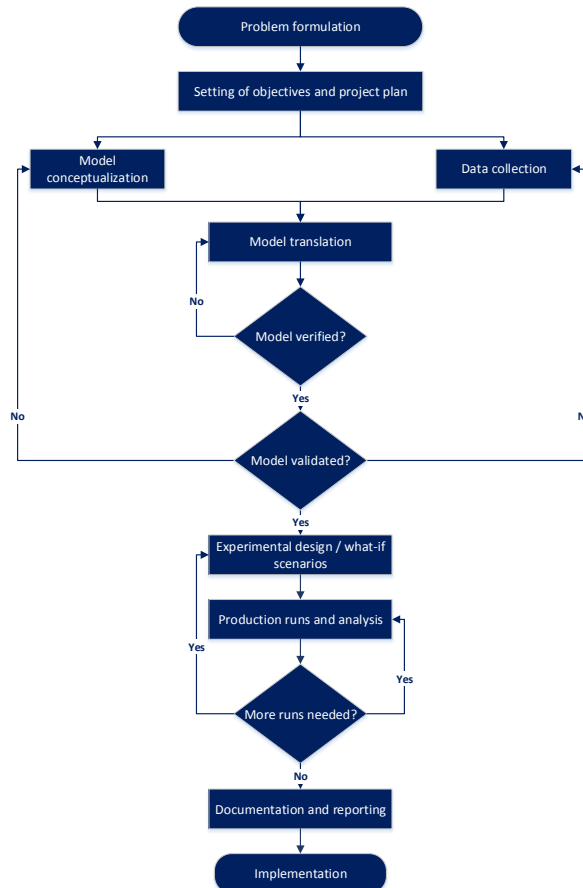 Problem formulation
Setting of objectives and project plan
Model
conceptualization
Data collection
Model translation
No
Model verified?
Yes
No
Model validated?
Yes
Experimental design / what-if
scenarios
Production runs and analysis
Yes
Yes
More runs needed?
No
Documentation and reporting
Implementation